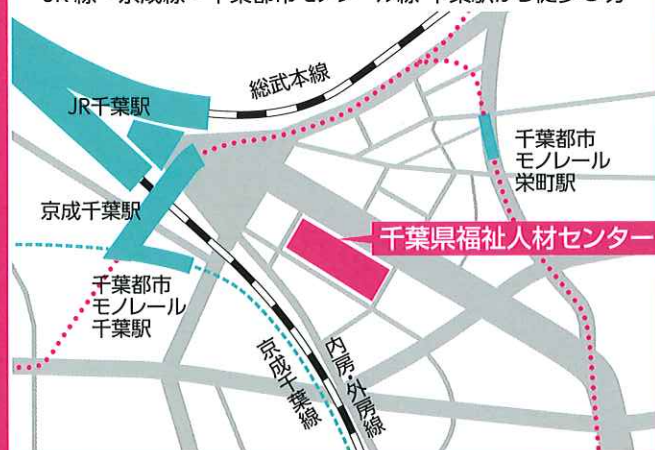 総武本線
JR千葉駅
千葉都市
モノレール
栄町駅
京成千葉駅
千葉県福祉人材センター
千葉都市
モノレール
千葉駅
京成千葉線
内房・外房線